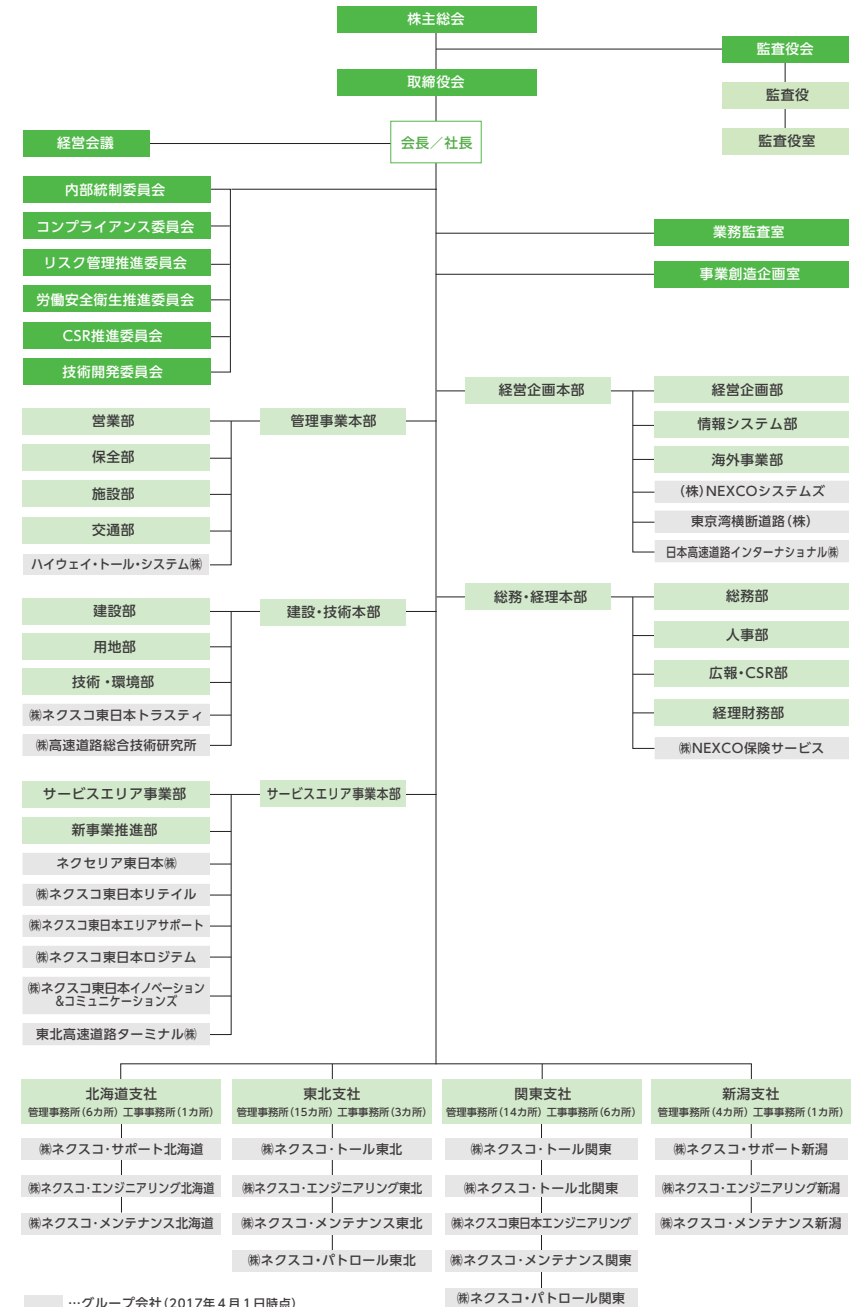 株主総会
監査役会
取締役会
監査役
経営会議
会長／社長
監査役室
内部統制委員会
コンプライアンス委員会
リスク管理推進委員会
労働安全衛生推進委員会
CSR推進委員会
技術開発委員会
業務監査室
事業創造企画室
営業部
保全部
施設部
交通部
ハイウェイ・トール・システム㈱
管理事業本部
経営企画本部
経営企画部
情報システム部
海外事業部
(株)NEXCOシステムズ
東京湾横断道路(株)
日本高速道路インターナショナル㈱
建設部
用地部
技術・環境部
㈱ネクスコ東日本トラスティ
㈱高速道路総合技術研究所
建設・技術本部
総務・経理本部
総務部
人事部
広報・CSR部
経理財務部
㈱NEXCO保険サービス
サービスエリア事業部
新事業推進部
ネクセリア東日本㈱
㈱ネクスコ東日本リテイル
㈱ネクスコ東日本エリアサポート
㈱ネクスコ東日本ロジテム
㈱ネクスコ東日本イノベーション
&コミュニケーションズ
東北高速道路ターミナル㈱
サービスエリア事業本部
北海道支社
管理事務所(6カ所) 工事事務所(1カ所)
㈱ネクスコ・サポート北海道
㈱ネクスコ・エンジニアリング北海道
㈱ネクスコ・メンテナンス北海道
東北支社
管理事務所(15カ所) 工事事務所(3カ所)
㈱ネクスコ・トール東北
㈱ネクスコ・エンジニアリング東北
㈱ネクスコ・メンテナンス東北
㈱ネクスコ・パトロール東北
関東支社
管理事務所(14カ所) 工事事務所(6カ所)
㈱ネクスコ・トール関東
㈱ネクスコ・トール北関東
㈱ネクスコ東日本エンジニアリング
㈱ネクスコ・メンテナンス関東
㈱ネクスコ・パトロール関東
新潟支社
管理事務所(4カ所) 工事事務所(1カ所)
㈱ネクスコ・サポート新潟
㈱ネクスコ・エンジニアリング新潟
㈱ネクスコ・メンテナンス新潟
…グループ会社(2017年4月1日時点)